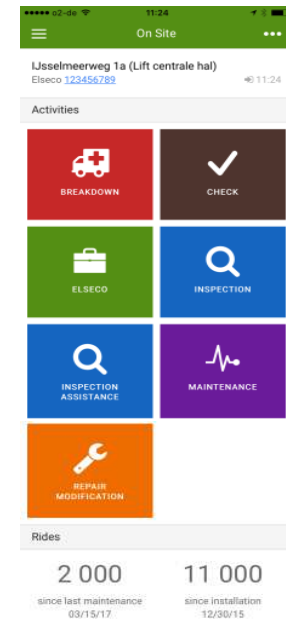 o2-de 11:24
On Site
IJsselmeerweg 1a (Lift centrale hal)
Elseco 123456789 11:24
Activities
BREAKDOWN
CHECK
ELSECO
INSPECTION
INSPECTION
ASSISTANCE
MAINTENANCE
REPAIR
MODIFICATION
Rides
2 000 11 000
since last maintenance since installation
03/15/17 12/30/15